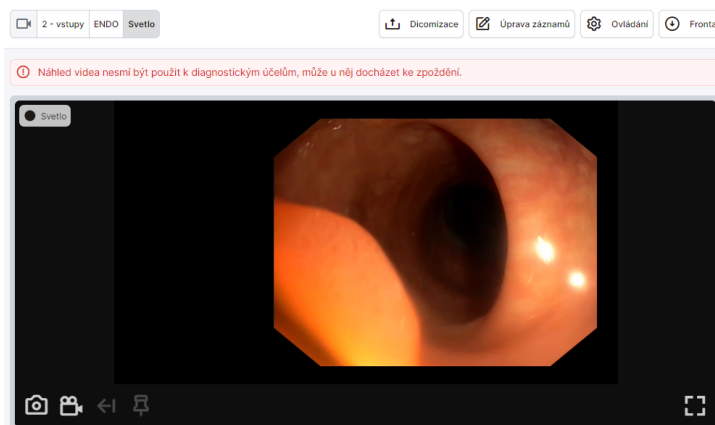 2 - vstupy ENDO Svetlo Dicomizace Úprava záznamů Ovládání Fronta
Náhled videa nesmí být použit k diagnostickým účelům, může u něj docházet ke zpoždění.
Svetlo